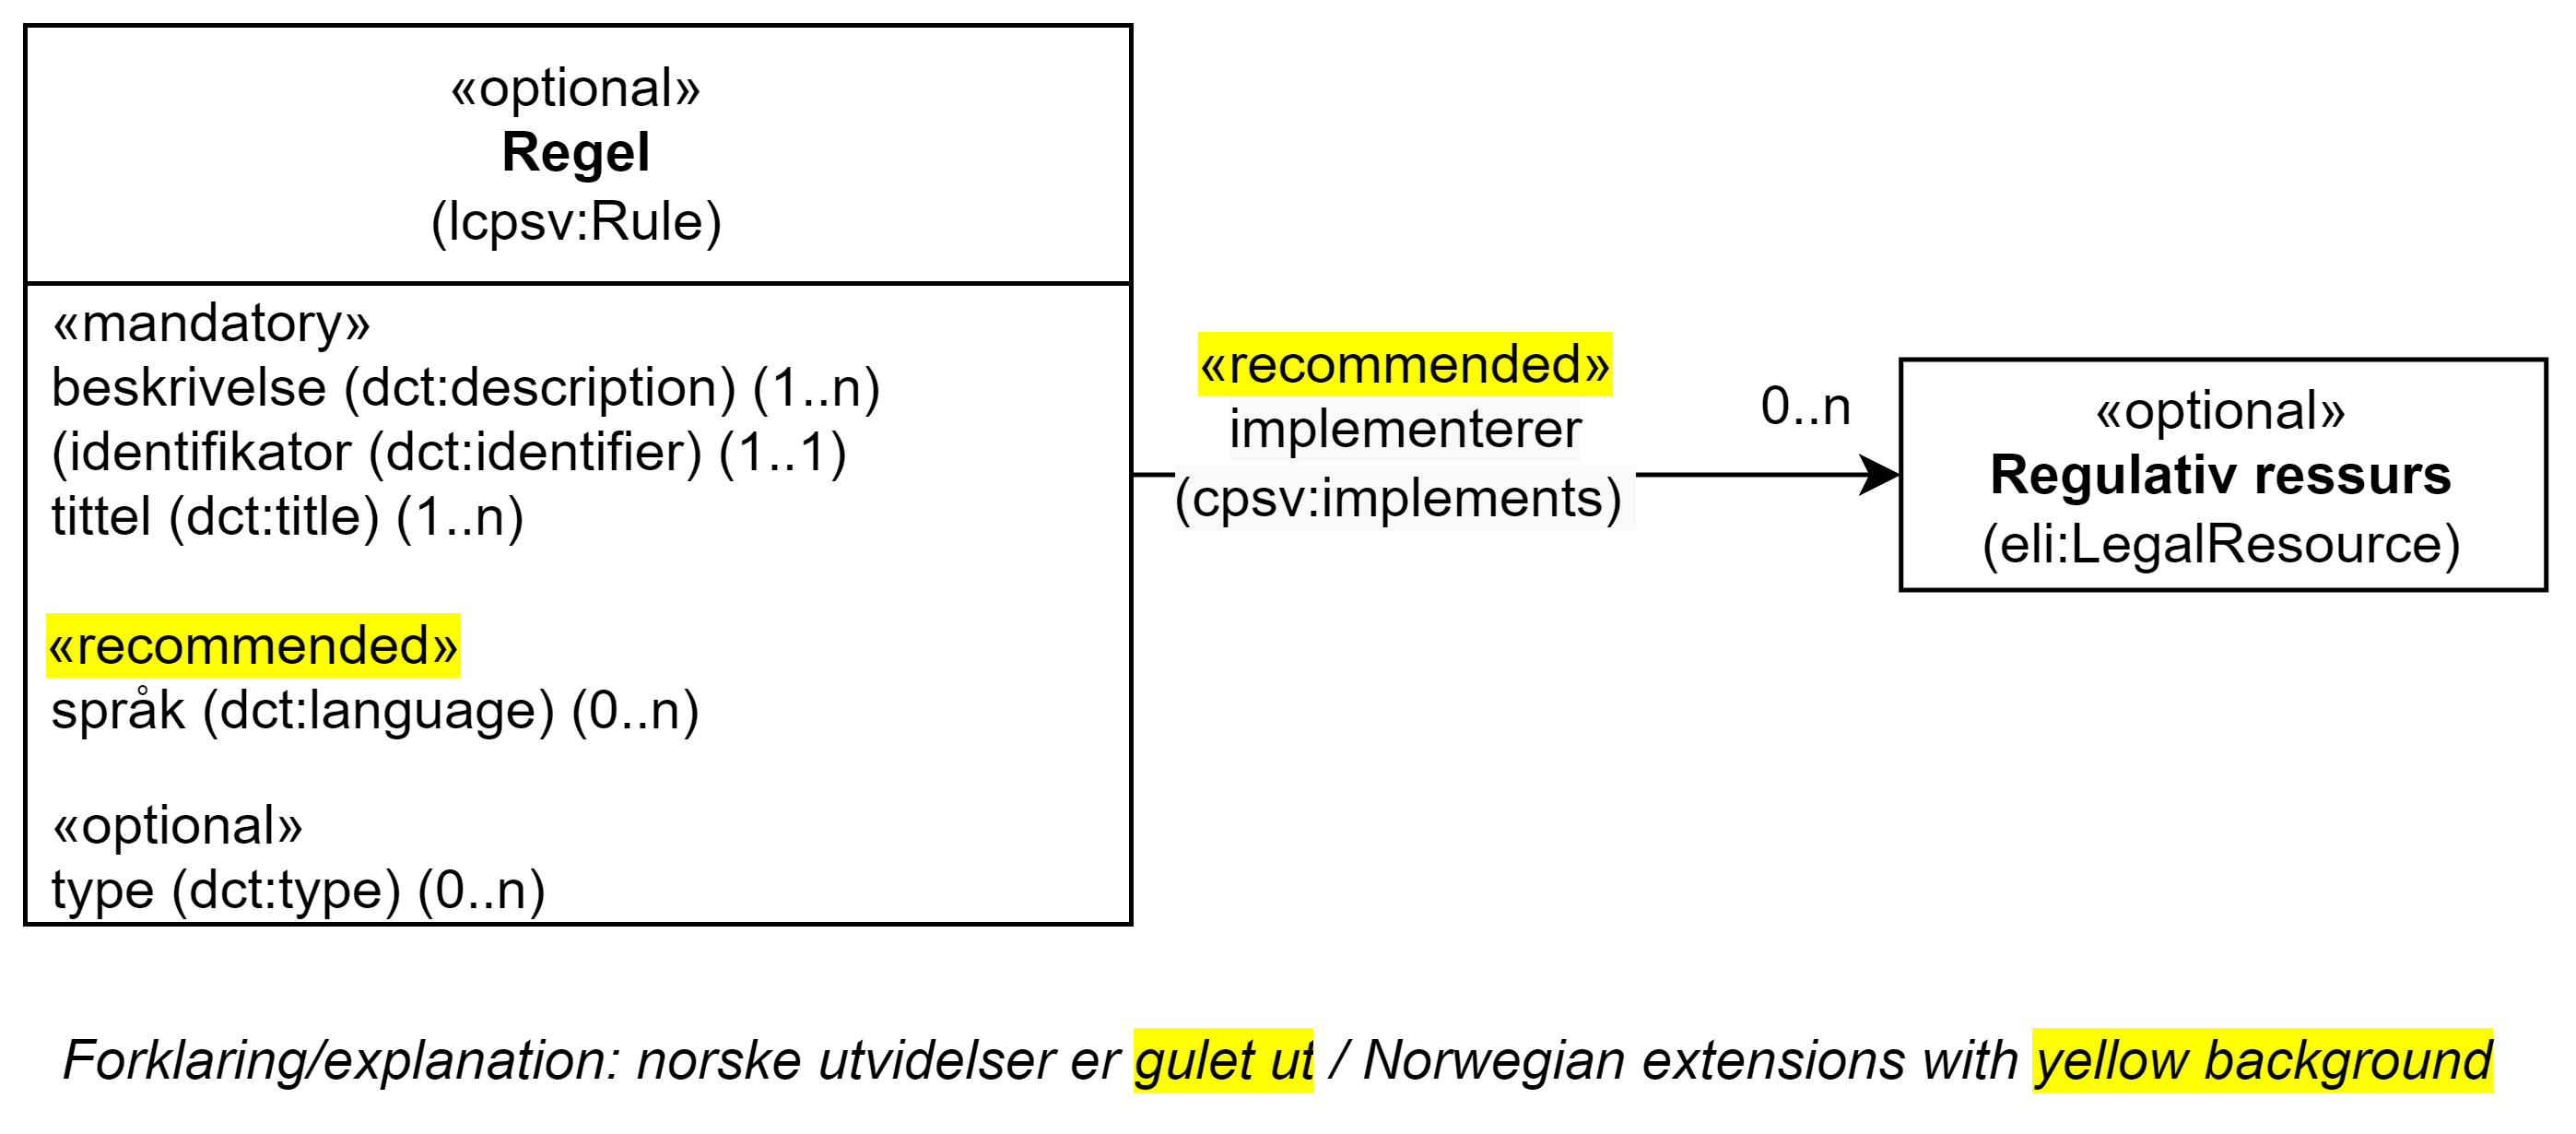 «optional»
Regel
(lcpsv:Rule)
«mandatory»
beskrivelse (dct:description) (1..n)
(identifikator (dct:identifier) (1..1)
tittel (dct:title) (1..n)
«recommended»
språk (dct:language) (0..n)
«optional»
type (dct:type) (0..n)
«recommended»
implementerer
(cpsv:implements)
0..n
«optional»
Regulativ ressurs
(eli:LegalResource)
Forklaring/explanation: norske utvidelser er gulet ut / Norwegian extensions with yellow background